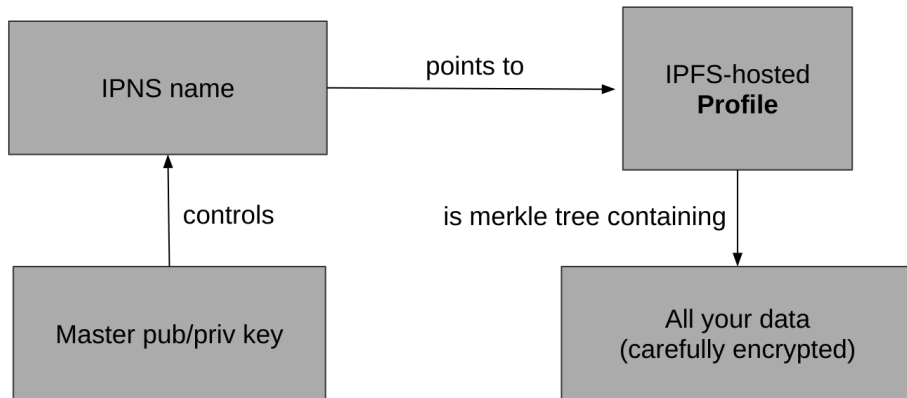 IPNS name
points to
IPFS-hosted
Profile
controls
is merkle tree containing
Master pub/priv key
All your data
(carefully encrypted)